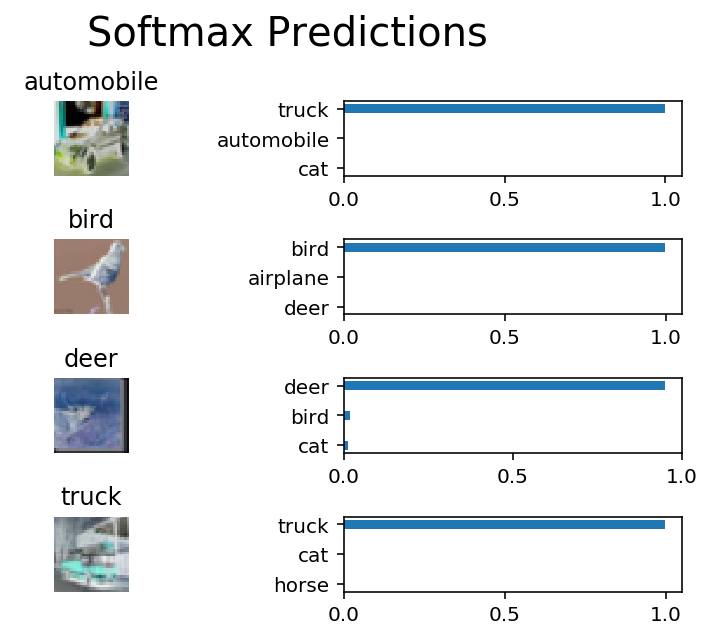 Softmax Predictions
automobile
truck
automobile
cat
0.0 0.5 1.0
bird
bird
airplane
deer
0.0 0.5 1.0
deer
deer
bird
cat
0.0 0.5 1.0
truck
truck
cat
horse
0.0 0.5 1.0